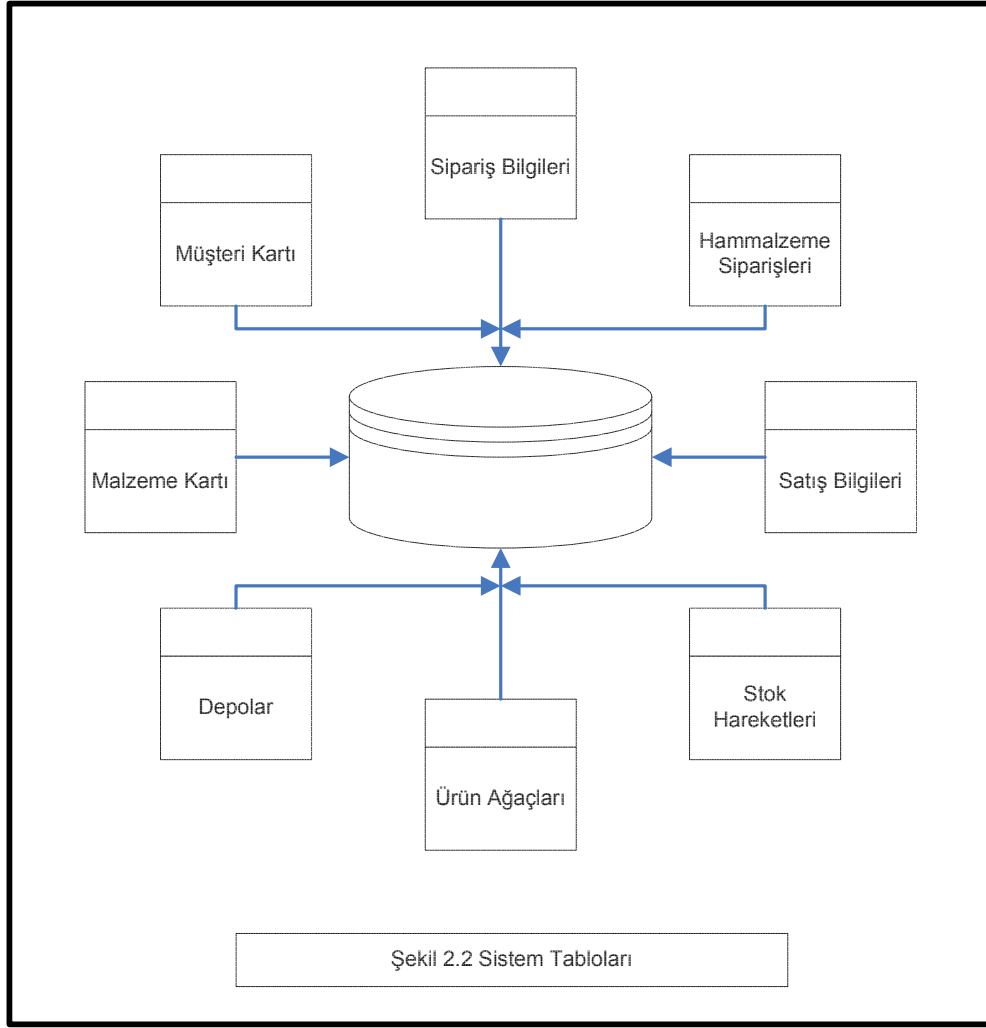 Sipariş Bilgileri
Müşteri Kartı
Hammalzeme
Siparişleri
Malzeme Kartı
Satış Bilgileri
Depolar
Stok
Hareketleri
Ürün Ağaçları
Şekil 2.2 Sistem Tabloları